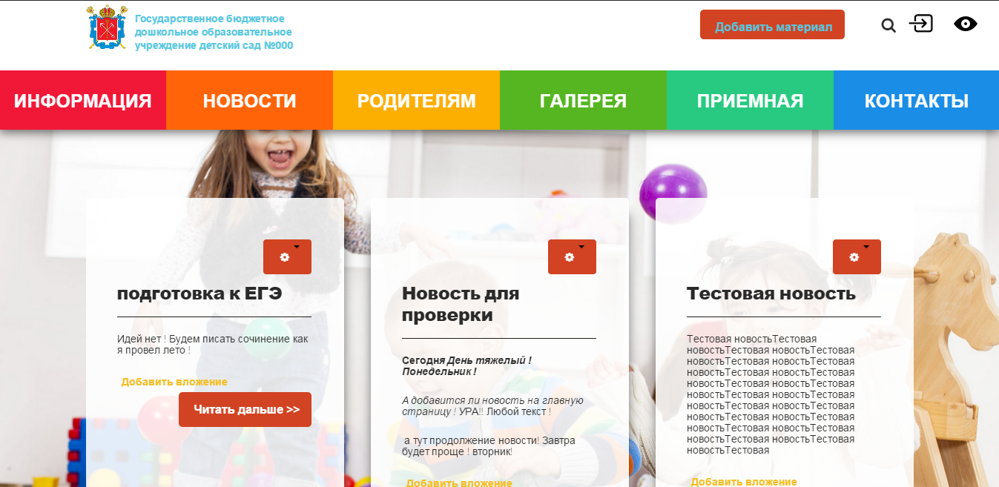 Государственное бюджетное
дошкольное образовательное
учреждение детский сад №000
Добавить материал
ИНФОРМАЦИЯ
НОВОСТИ
РОДИТЕЛЯМ
ГАЛЕРЕЯ
ПРИЕМНАЯ
КОНТАКТЫ
подготовка к ЕГЭ
Идей нет ! Будем писать сочинение как
я провел лето !
Добавить вложение
Читать дальше >>
Новость для
проверки
Сегодня День тяжелый !
Понедельник !
А добавится ли новость на главную
страницу ! УРА!! Любой текст !
а тут продолжение новости! Завтра
будет проще ! вторник!
Добавить вложение
Тестовая новость
Тестовая новостьТестовая
новостьТестовая новостьТестовая
новостьТестовая новостьТестовая
новостьТестовая новостьТестовая
новостьТестовая новостьТестовая
новостьТестовая новостьТестовая
новостьТестовая новостьТестовая
новостьТестовая новостьТестовая
новостьТестовая новостьТестовая
новостьТестовая новостьТестовая
новостьТестовая
Добавить вложение